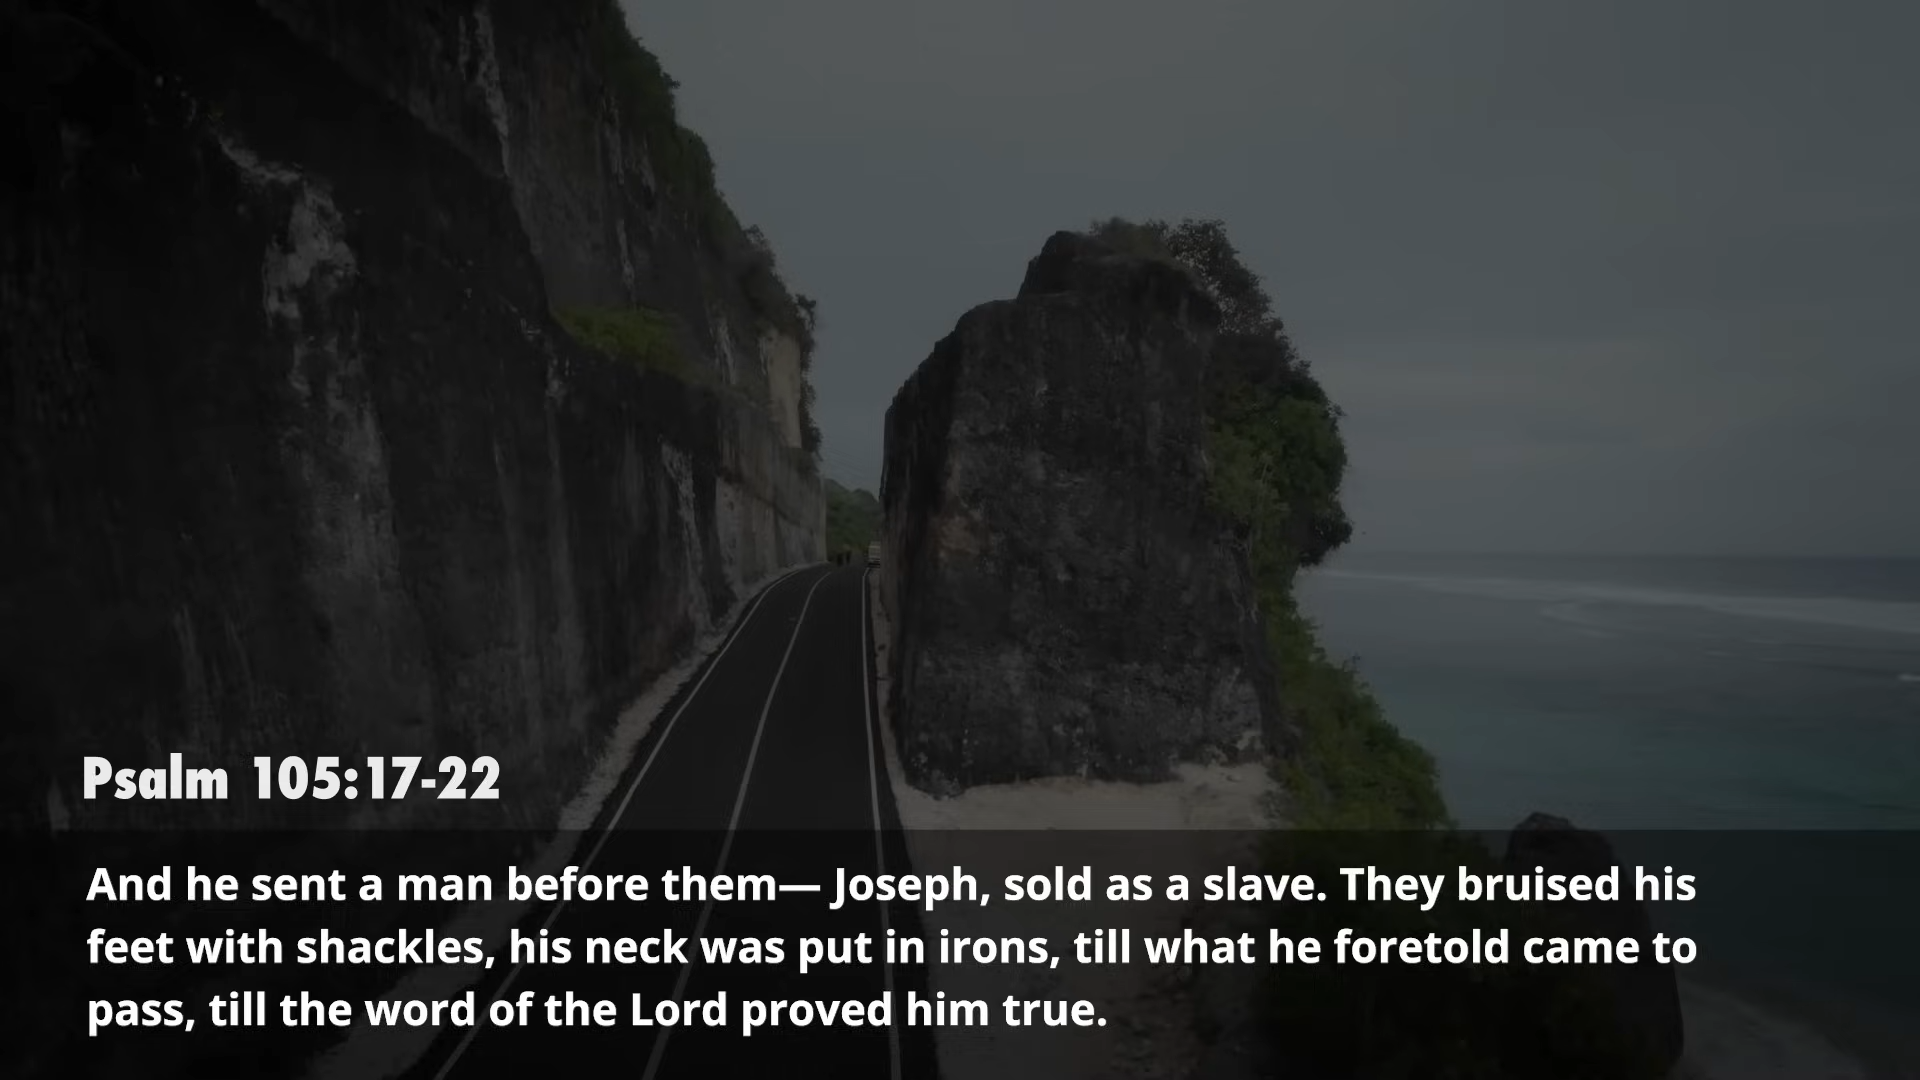 Psalm 105:17-22
And he sent a man before them— Joseph, sold as a slave. They bruised his
feet with shackles, his neck was put in irons, till what he foretold came to
pass, till the word of the Lord proved him true.